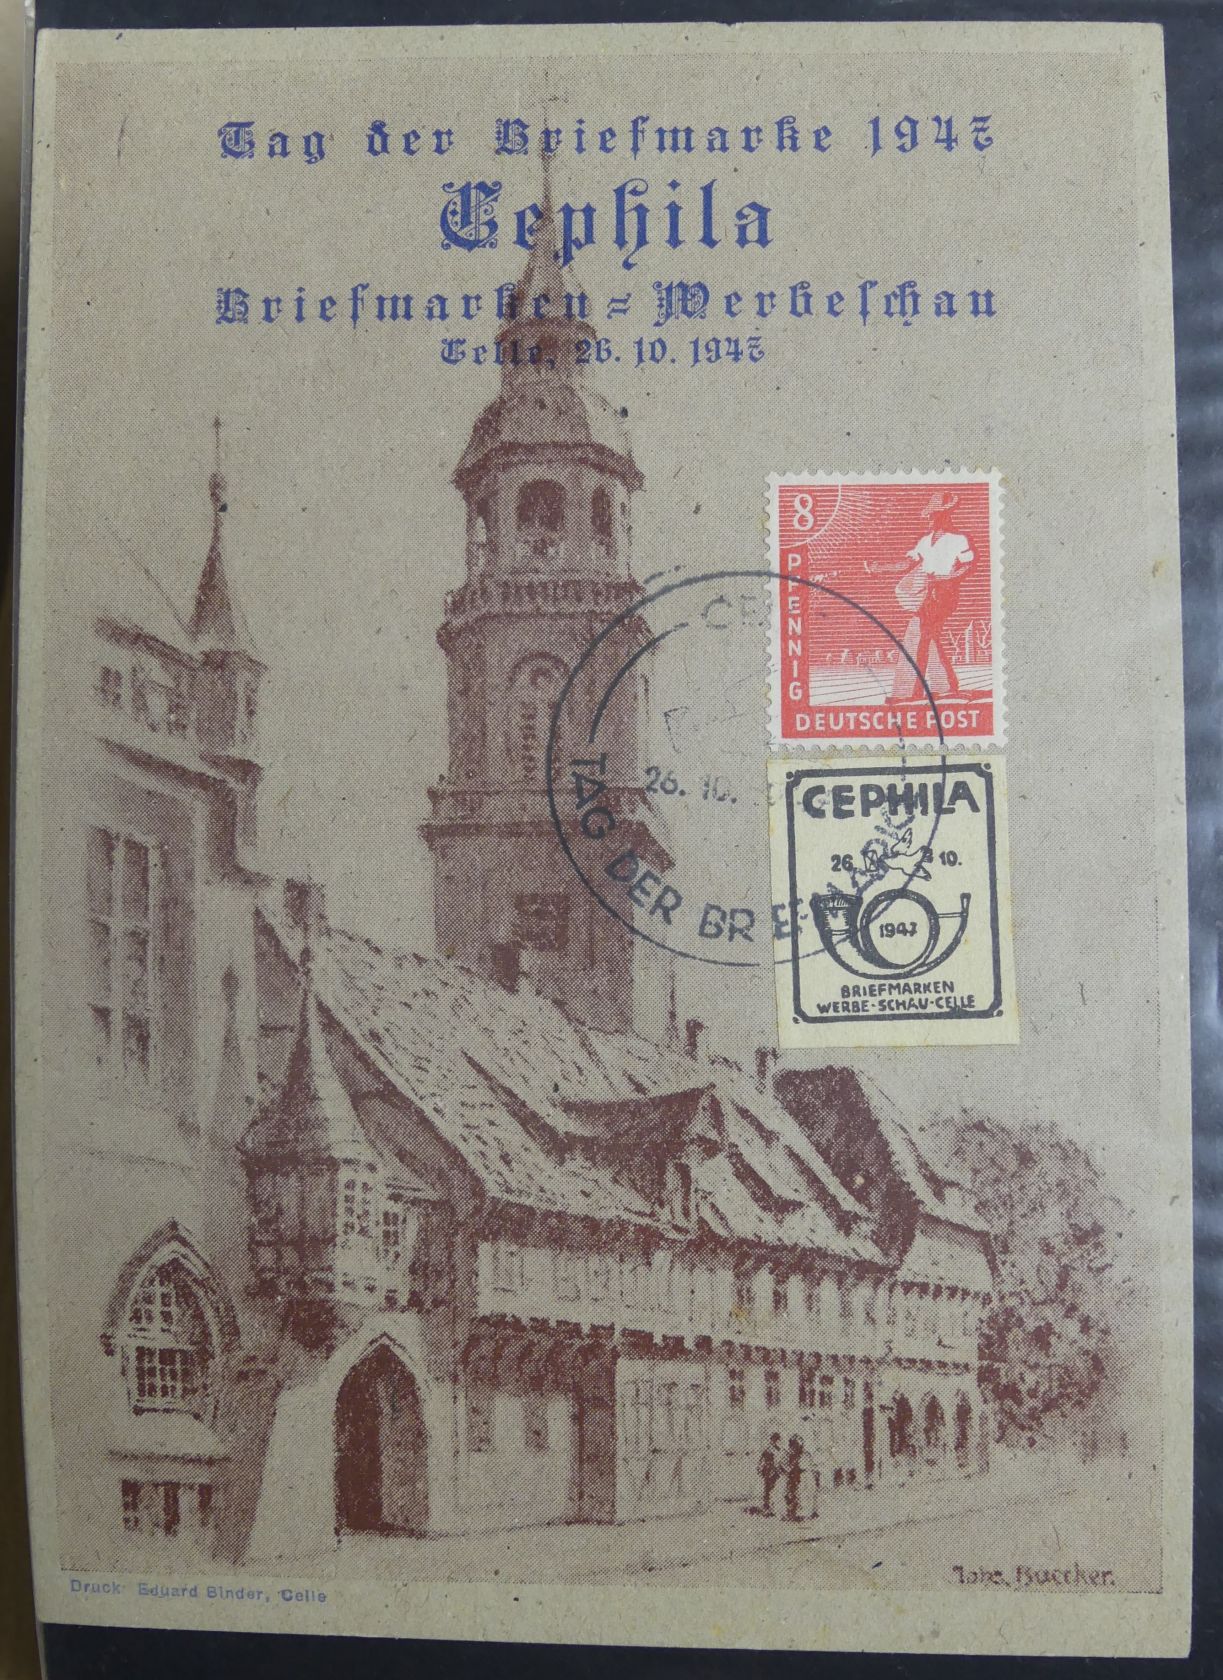 Tag der Briefmarke 1947
Cephila
Briefmarken = Werbeschau
Celle, 26. 10. 1947
8
PFENNIG
DEUTSCHE POST
26. 10.
TAG DER BRIEFMARKE
CEPHILA
26. 10.
1947
BRIEFMARKEN
WERBE-SCHAU-CELLE
Druck: Eduard Binder, Celle